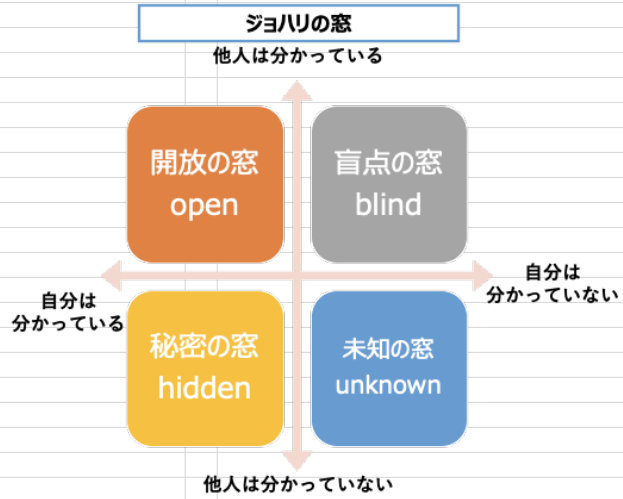 ジョハリの窓
他人は分かっている
開放の窓
open
盲点の窓
blind
自分は
分かっている
自分は
分かっていない
秘密の窓
hidden
未知の窓
unknown
他人は分かっていない